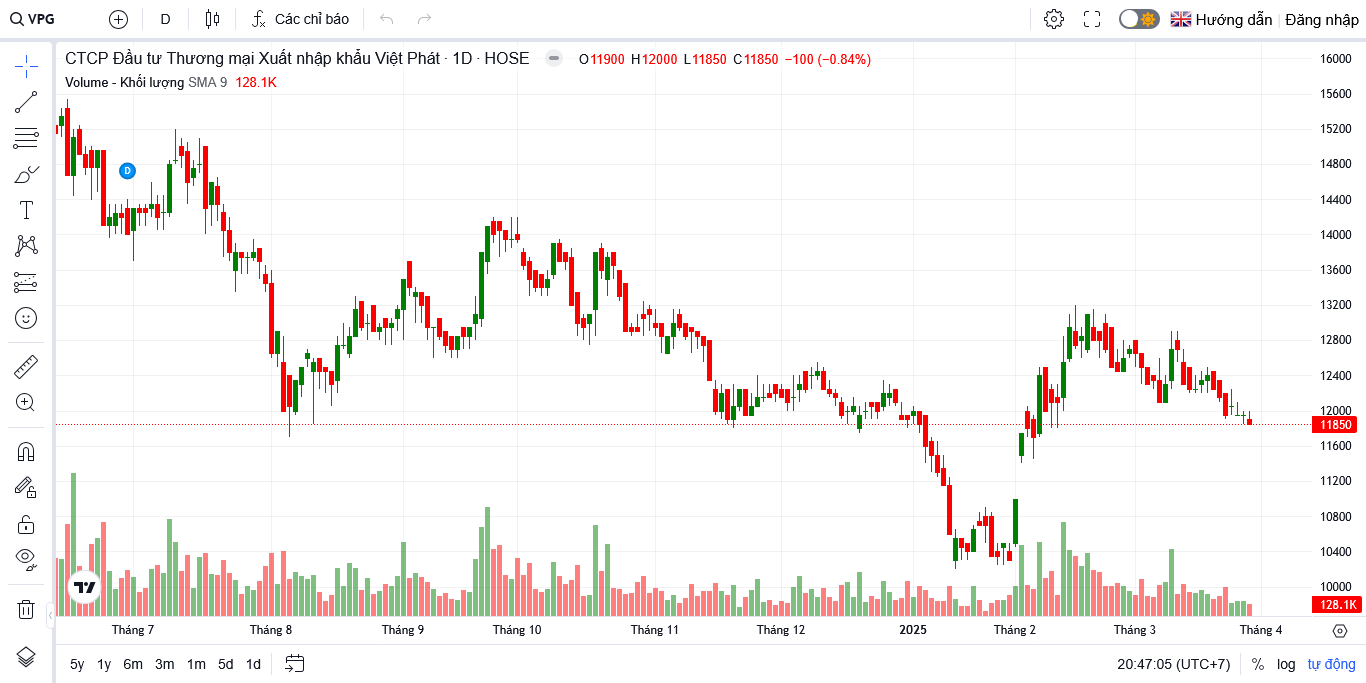 VPG D Các chỉ báo Hướng dẫn Đăng nhập
CTCP Đầu tư Thương mại Xuất nhập khẩu Việt Phát · 1D · HOSE O11900 H12000 L11850 C11850 −100 (−0.84%)
Volume - Khối lượng SMA 9 128.1K
D
16000
15600
15200
14800
14400
14000
13600
13200
12800
12400
12000
11850
11600
11200
10800
10400
10000
128.1K
Tháng 7 Tháng 8 Tháng 9 Tháng 10 Tháng 11 Tháng 12 2025 Tháng 2 Tháng 3 Tháng 4
5y 1y 6m 3m 1m 5d 1d 20:47:05 (UTC+7) % log tự động